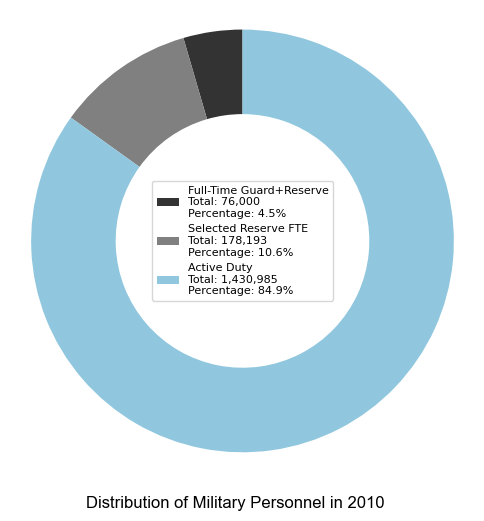 Full-Time Guard+Reserve
Total: 76,000
Percentage: 4.5%
Selected Reserve FTE
Total: 178,193
Percentage: 10.6%
Active Duty
Total: 1,430,985
Percentage: 84.9%
Distribution of Military Personnel in 2010